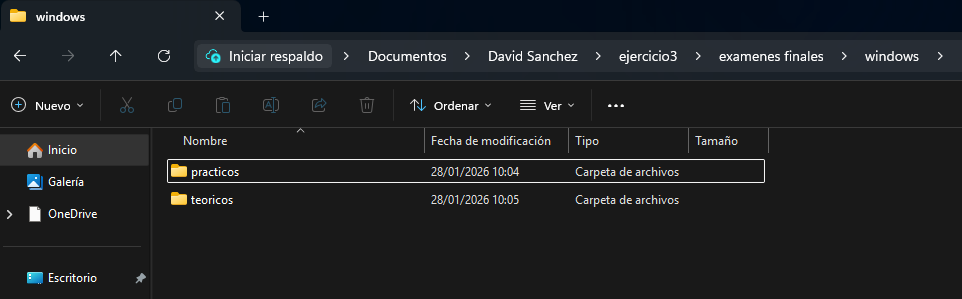 windows
Iniciar respaldo > Documentos > David Sanchez > ejercicio3 > examenes finales > windows >
Nuevo Ordenar Ver
Inicio
Galería
OneDrive
Escritorio
Nombre Fecha de modificación Tipo Tamaño
practicos 28/01/2026 10:04 Carpeta de archivos
teoricos 28/01/2026 10:05 Carpeta de archivos